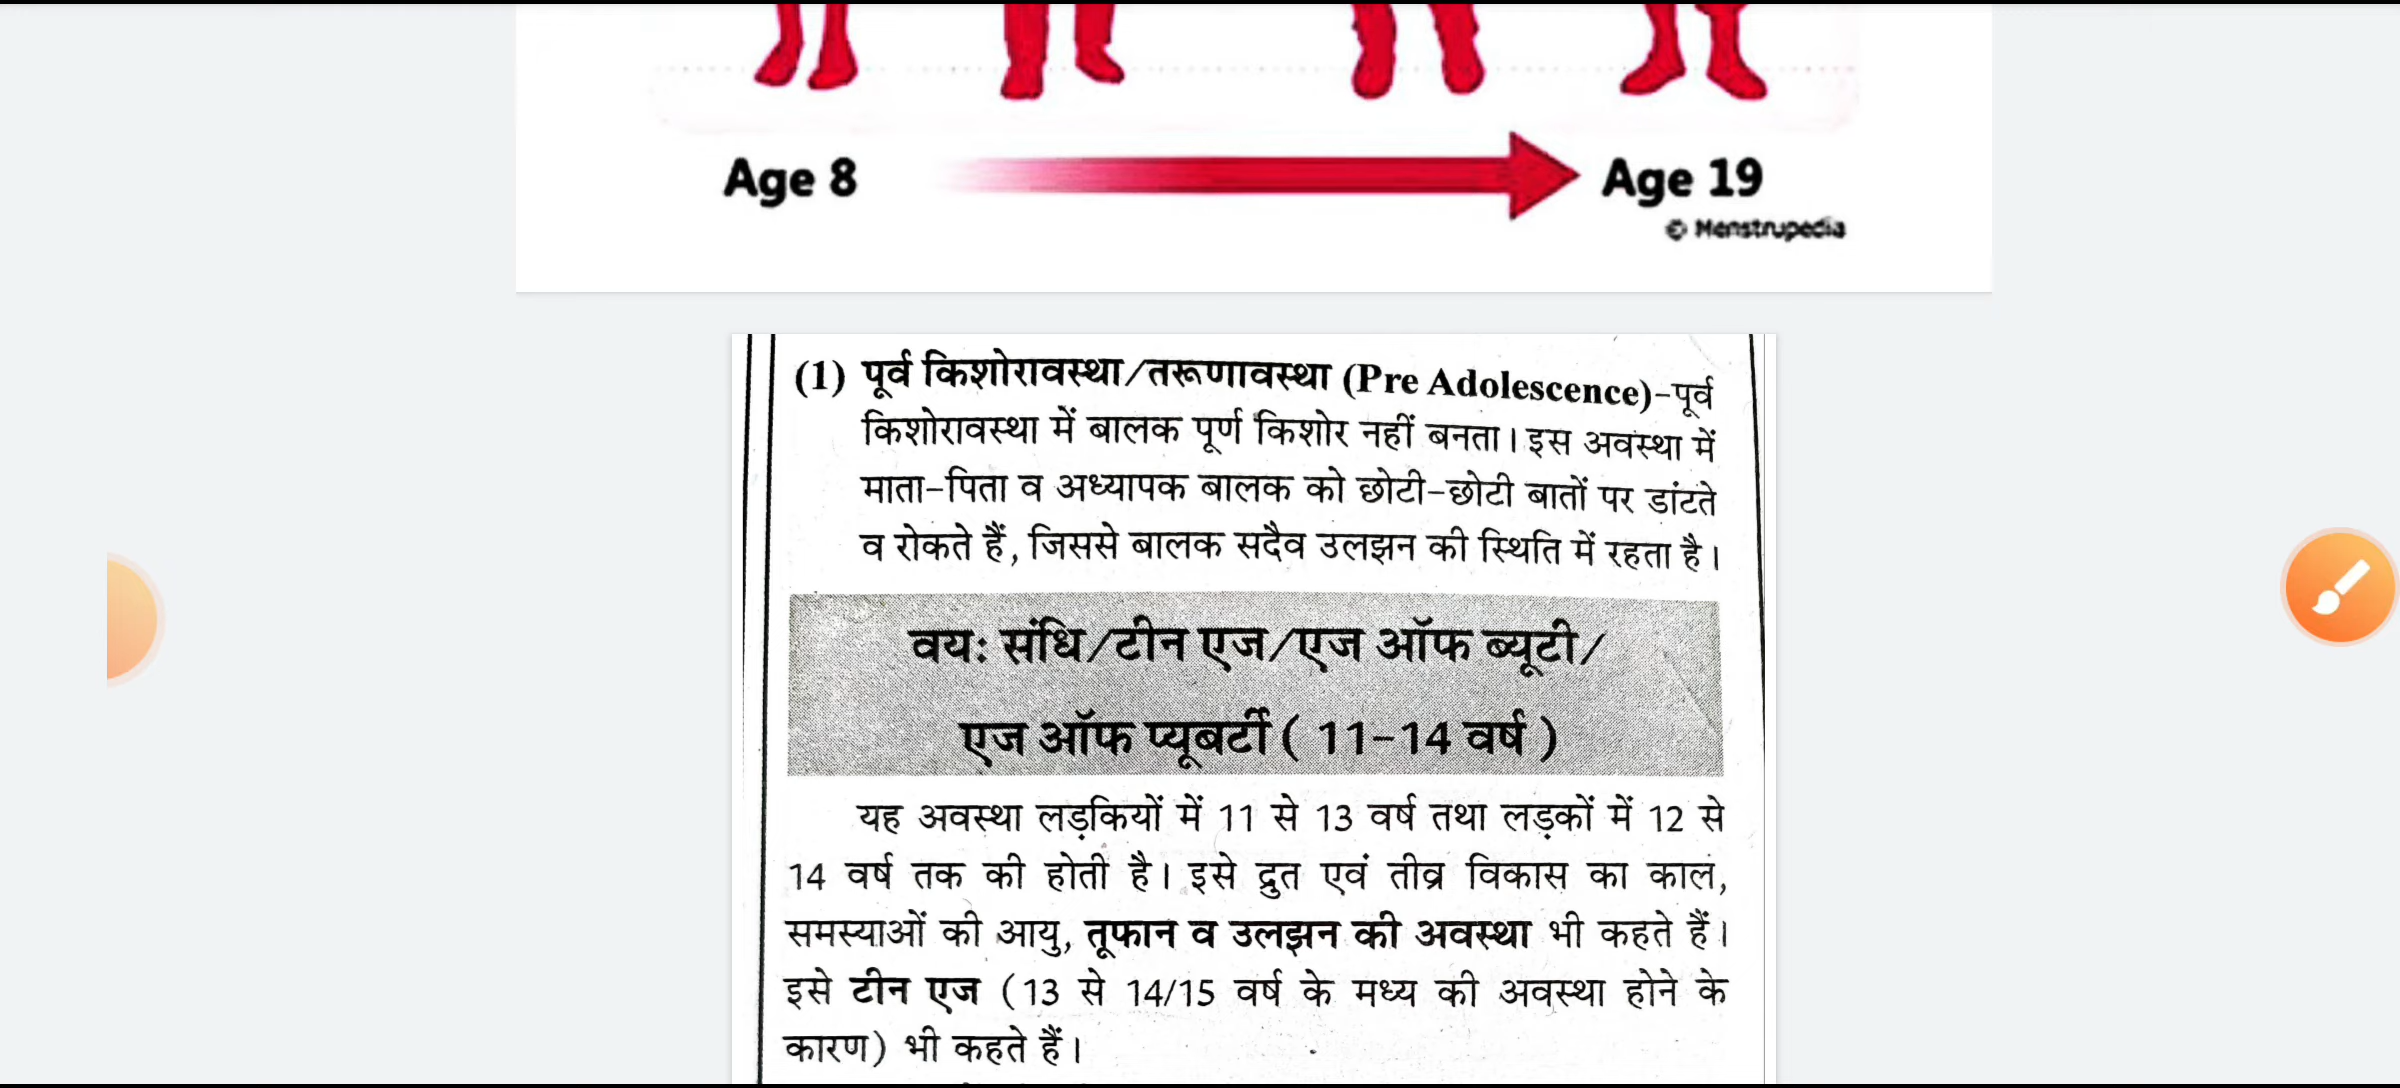 Age 8
Age 19
© Menstrupedia
(1) पूर्व किशोरावस्था/तरूणावस्था (Pre Adolescence)-पूर्व
किशोरावस्था में बालक पूर्ण किशोर नहीं बनता। इस अवस्था में
माता-पिता व अध्यापक बालक को छोटी-छोटी बातों पर डांटते
व रोकते हैं, जिससे बालक सदैव उलझन की स्थिति में रहता है।
वय: संधि/टीन एज/एज ऑफ ब्यूटी/
एज ऑफ प्यूबर्टी ( 11-14 वर्ष )
यह अवस्था लड़कियों में 11 से 13 वर्ष तथा लड़कों में 12 से
14 वर्ष तक की होती है। इसे द्रुत एवं तीव्र विकास का काल,
समस्याओं की आयु, तूफान व उलझन की अवस्था भी कहते हैं।
इसे टीन एज (13 से 14/15 वर्ष के मध्य की अवस्था होने के
कारण) भी कहते हैं।